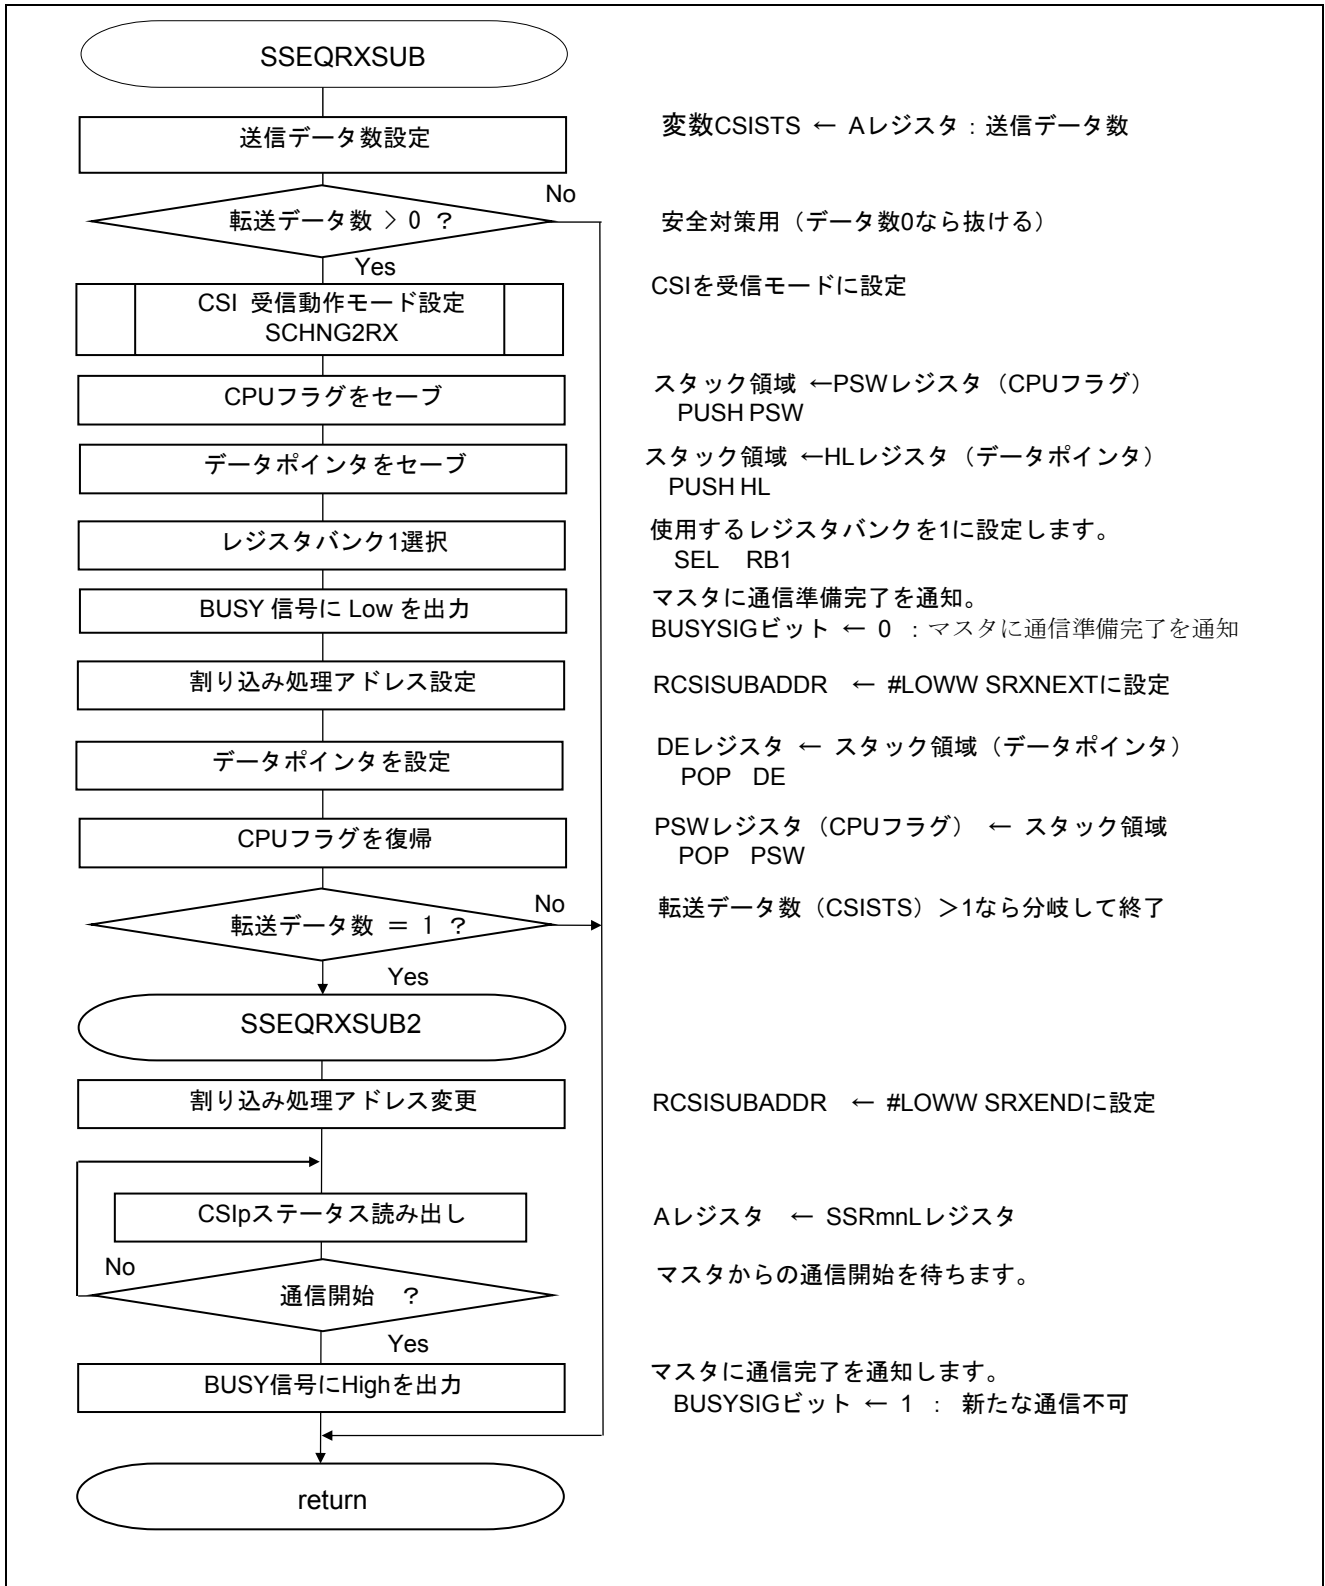 SSEQRXSUB
送信データ数設定
変数CSISTS ← Aレジスタ：送信データ数
No
転送データ数 > 0 ？
安全対策用（データ数0なら抜ける）
Yes
CSI 受信動作モード設定
SCHNG2RX
CSIを受信モードに設定
CPUフラグをセーブ
スタック領域 ←PSWレジスタ（CPUフラグ）
PUSH PSW
データポインタをセーブ
スタック領域 ←HLレジスタ（データポインタ）
PUSH HL
レジスタバンク1選択
使用するレジスタバンクを1に設定します。
SEL RB1
BUSY 信号に Low を出力
マスタに通信準備完了を通知。
BUSYSIGビット ← 0 ：マスタに通信準備完了を通知
割り込み処理アドレス設定
RCSISUBADDR ← #LOWW SRXNEXTに設定
データポインタを設定
DEレジスタ ← スタック領域（データポインタ）
POP DE
CPUフラグを復帰
PSWレジスタ（CPUフラグ） ← スタック領域
POP PSW
No
転送データ数 ＝ 1 ？
転送データ数（CSISTS）＞1なら分岐して終了
Yes
SSEQRXSUB2
割り込み処理アドレス変更
RCSISUBADDR ← #LOWW SRXENDに設定
CSIpステータス読み出し
Aレジスタ ← SSRmnLレジスタ
No
通信開始 ？
マスタからの通信開始を待ちます。
Yes
BUSY信号にHighを出力
マスタに通信完了を通知します。
BUSYSIGビット ← 1 ： 新たな通信不可
return